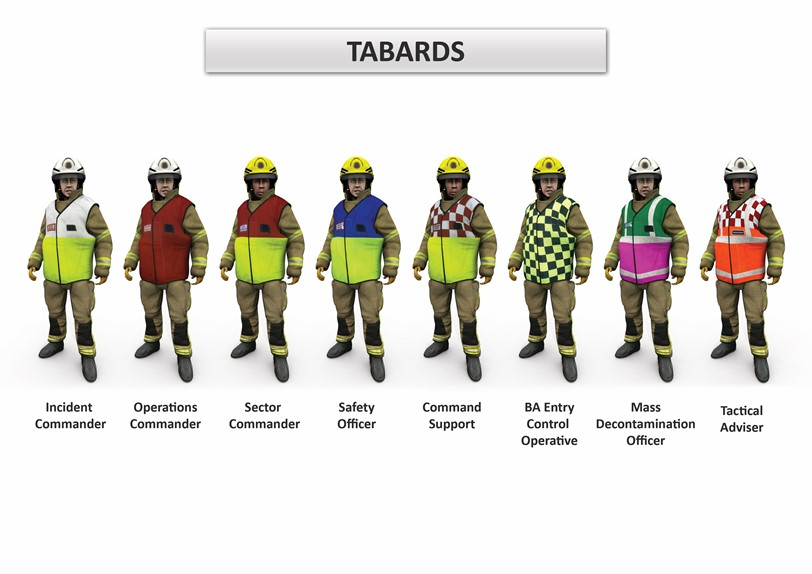 TABARDS
Incident
Commander
Operations
Commander
Sector
Commander
Safety
Officer
Command
Support
BA Entry
Control
Operative
Mass
Decontamination
Officer
Tactical
Adviser